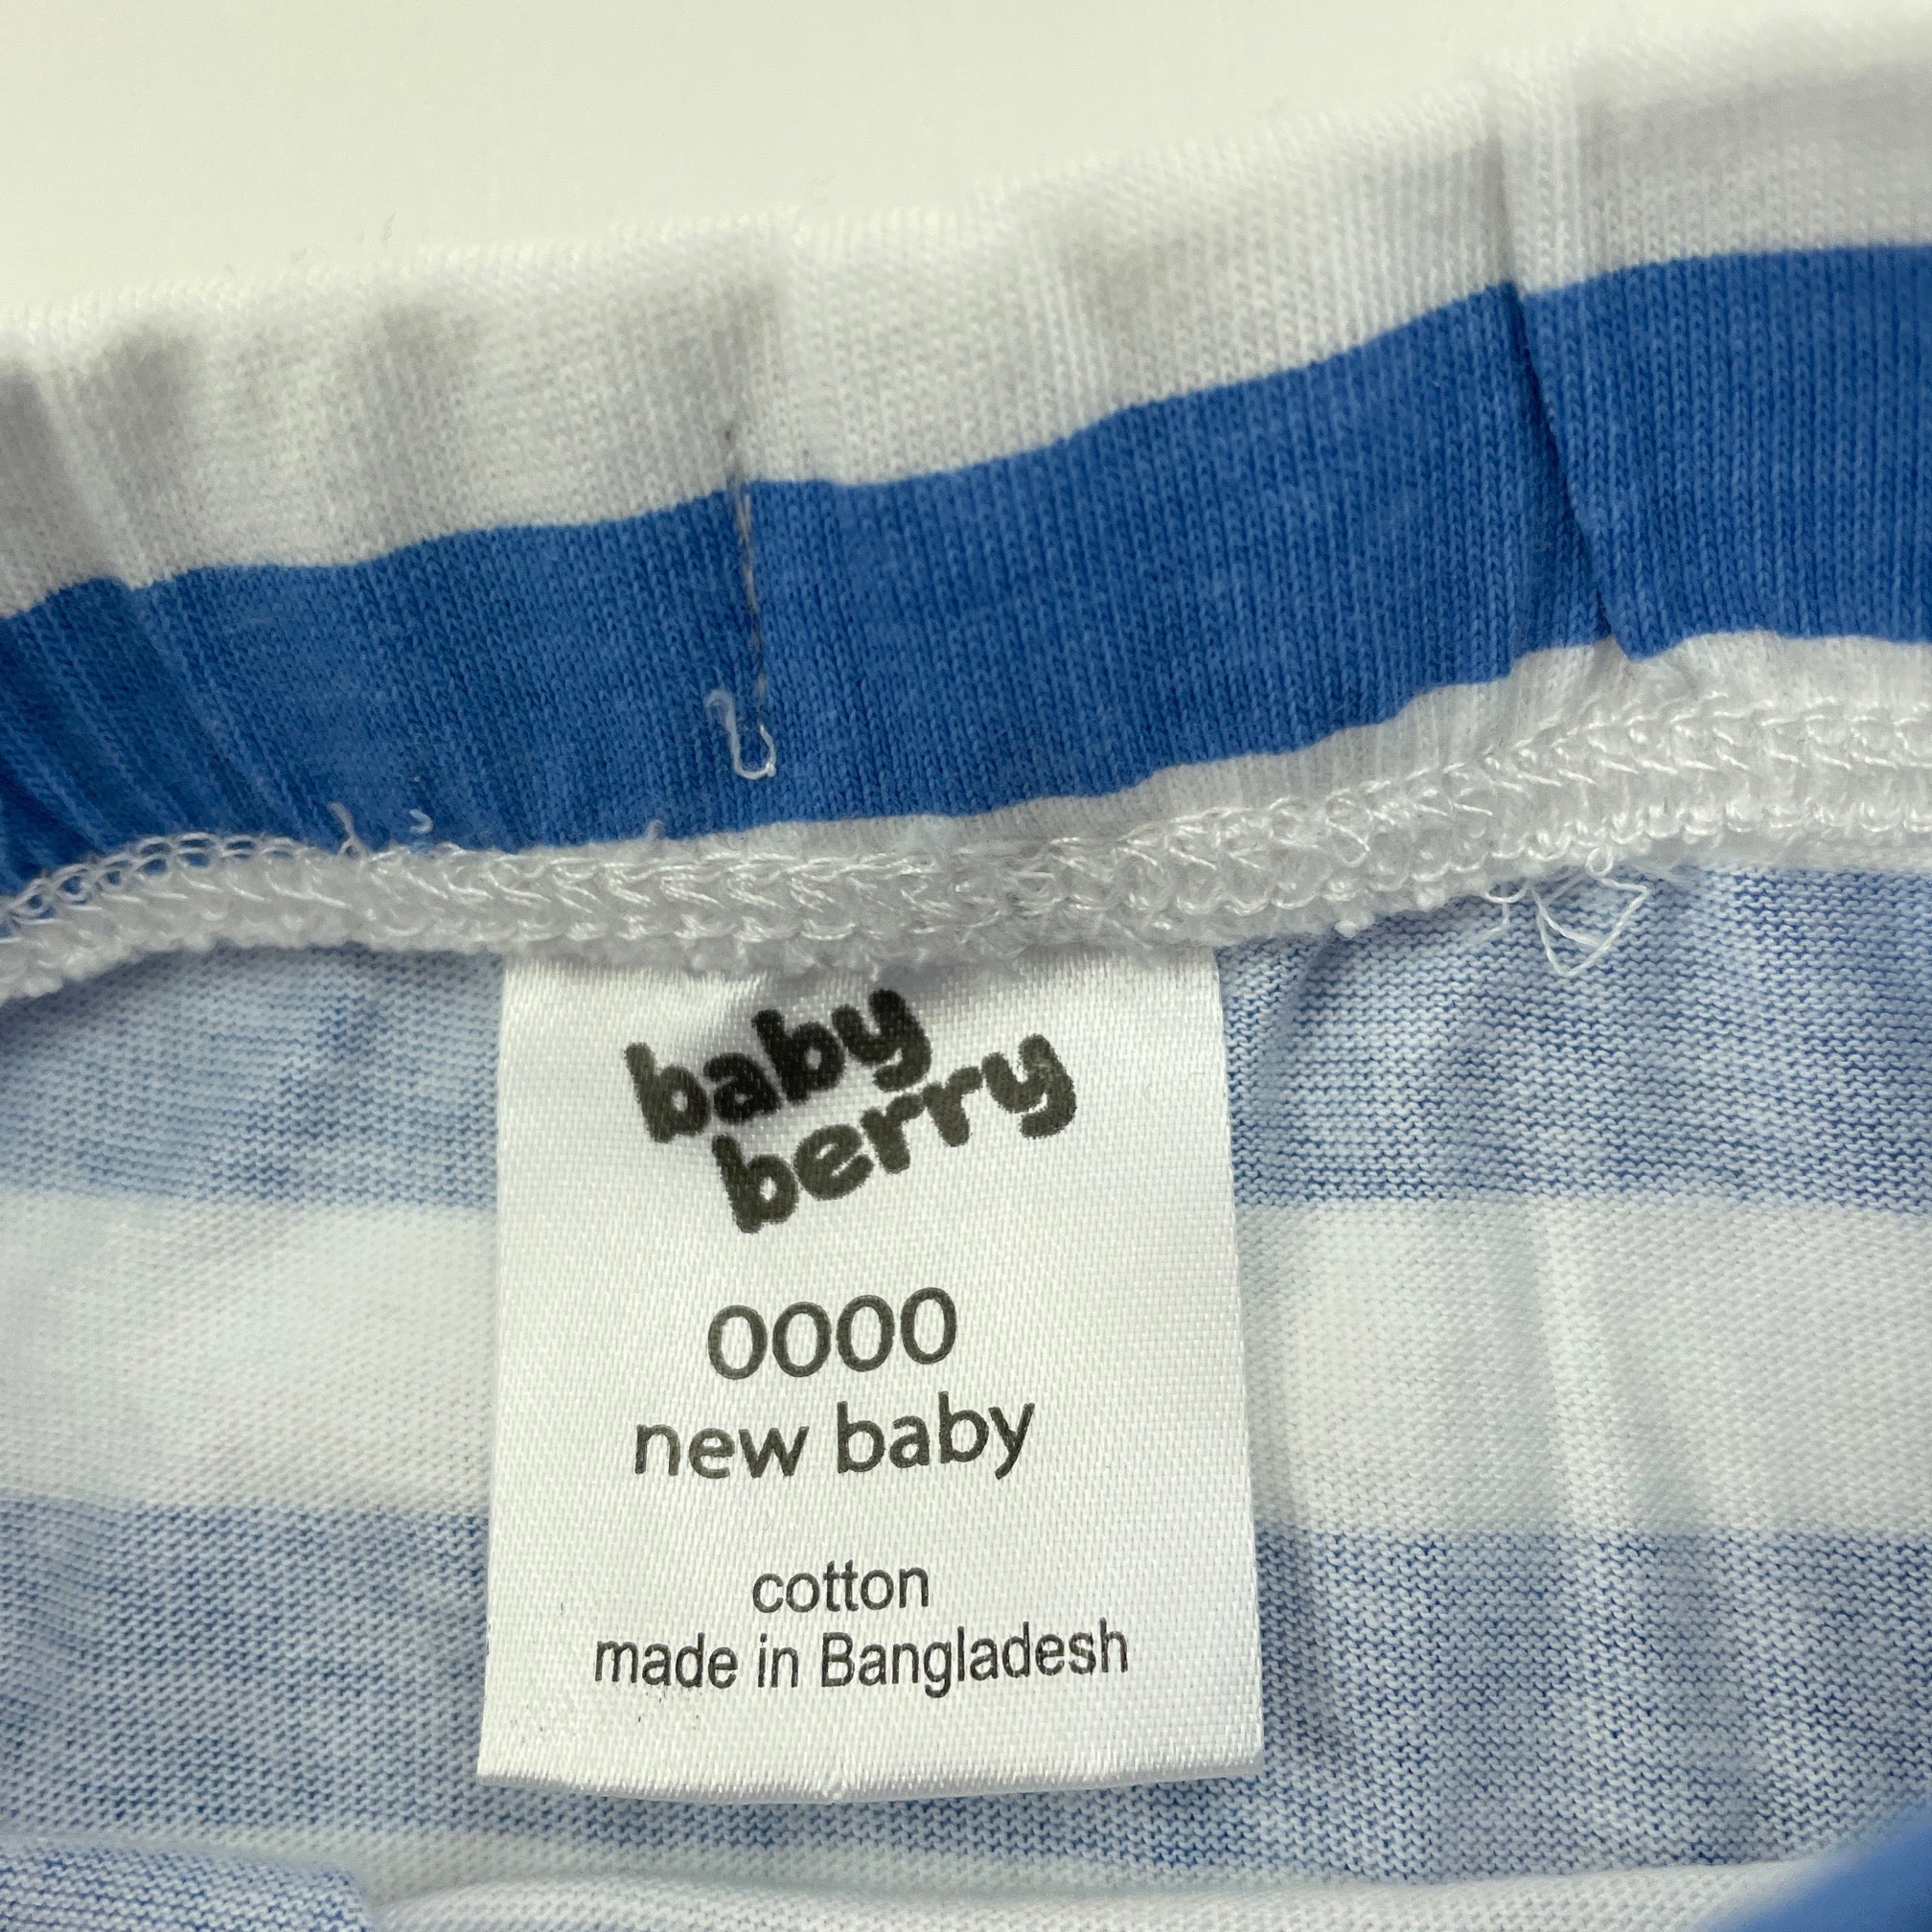 baby
berry
0000
new baby
cotton
made in Bangladesh